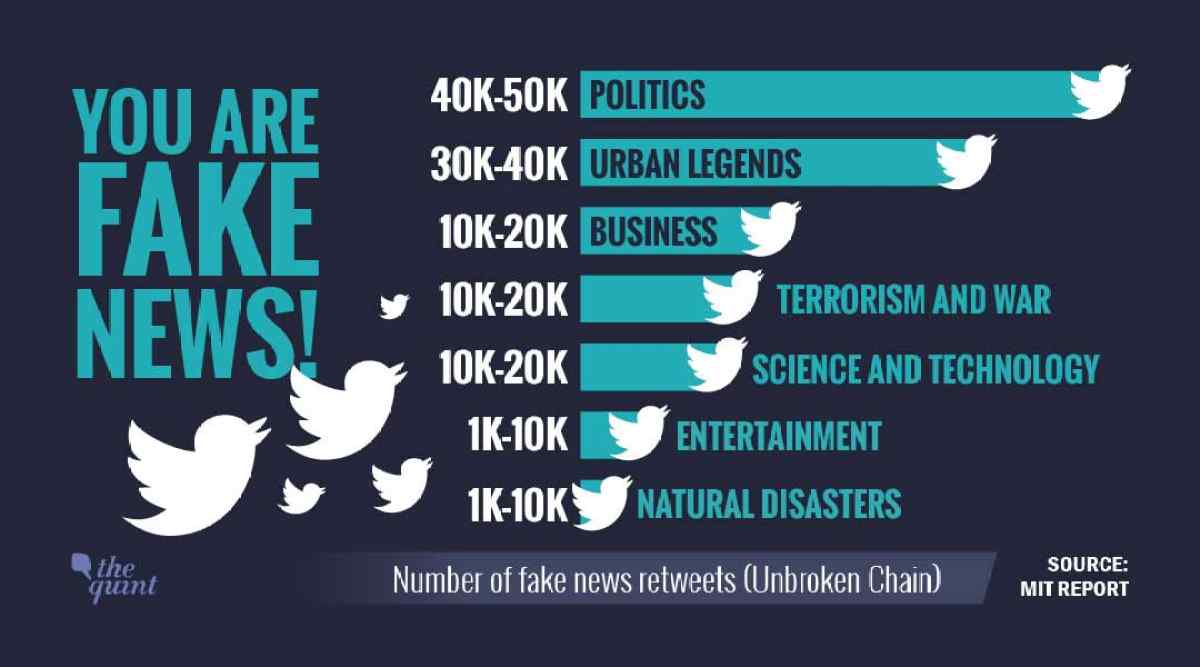 YOU ARE
FAKE
NEWS!
40K-50K POLITICS
30K-40K URBAN LEGENDS
10K-20K BUSINESS
10K-20K TERRORISM AND WAR
10K-20K SCIENCE AND TECHNOLOGY
1K-10K ENTERTAINMENT
1K-10K NATURAL DISASTERS
the
quint
Number of fake news retweets (Unbroken Chain)
SOURCE:
MIT REPORT